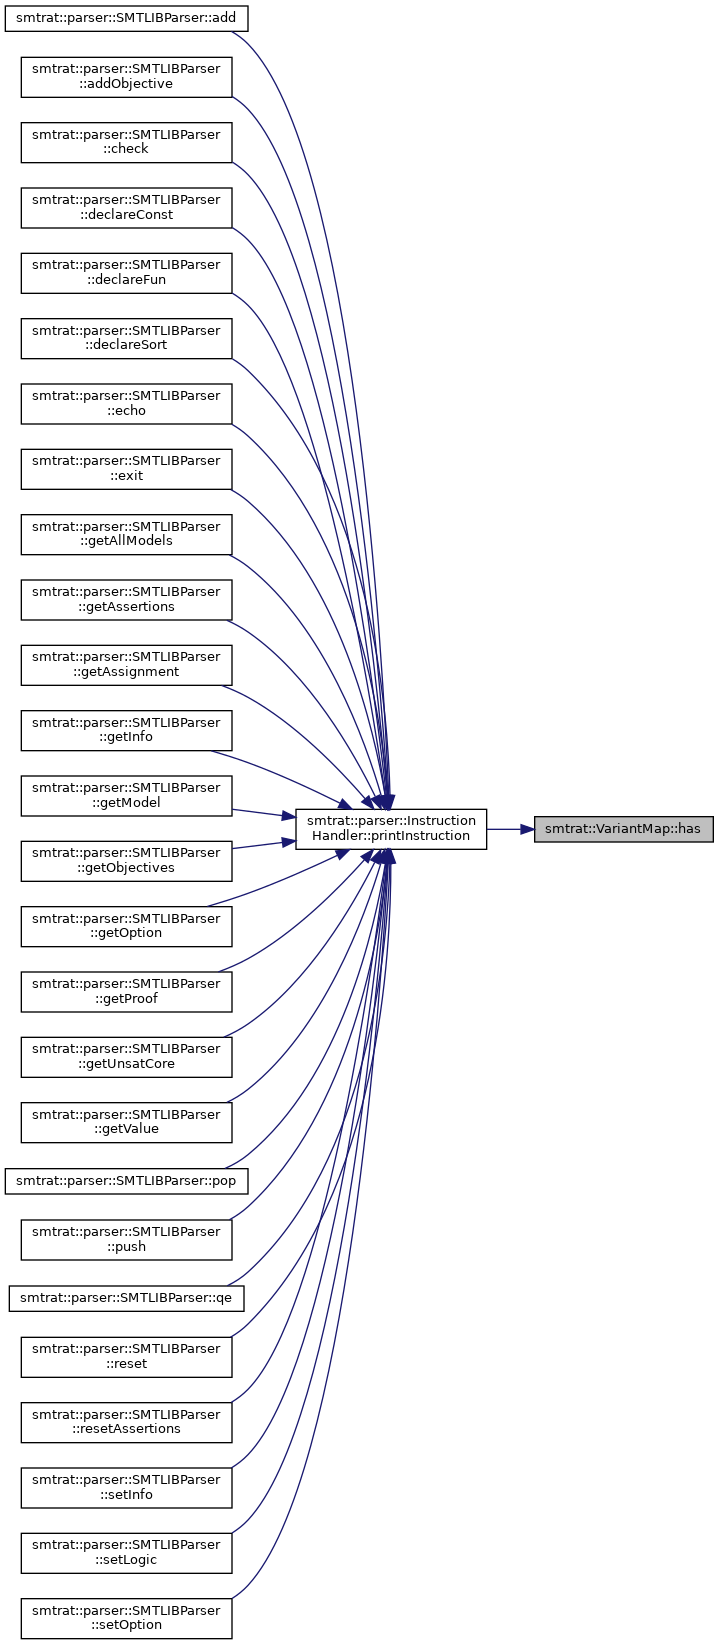 smtrat::parser::SMTLIBParser::add
smtrat::parser::SMTLIBParser
::addObjective
smtrat::parser::SMTLIBParser
::check
smtrat::parser::SMTLIBParser
::declareConst
smtrat::parser::SMTLIBParser
::declareFun
smtrat::parser::SMTLIBParser
::declareSort
smtrat::parser::SMTLIBParser
::echo
smtrat::parser::SMTLIBParser
::exit
smtrat::parser::SMTLIBParser
::getAllModels
smtrat::parser::SMTLIBParser
::getAssertions
smtrat::parser::SMTLIBParser
::getAssignment
smtrat::parser::SMTLIBParser
::getInfo
smtrat::parser::SMTLIBParser
::getModel
smtrat::parser::SMTLIBParser
::getObjectives
smtrat::parser::SMTLIBParser
::getOption
smtrat::parser::SMTLIBParser
::getProof
smtrat::parser::SMTLIBParser
::getUnsatCore
smtrat::parser::SMTLIBParser
::getValue
smtrat::parser::SMTLIBParser::pop
smtrat::parser::SMTLIBParser
::push
smtrat::parser::SMTLIBParser::qe
smtrat::parser::SMTLIBParser
::reset
smtrat::parser::SMTLIBParser
::resetAssertions
smtrat::parser::SMTLIBParser
::setInfo
smtrat::parser::SMTLIBParser
::setLogic
smtrat::parser::SMTLIBParser
::setOption
smtrat::parser::Instruction
Handler::printInstruction
smtrat::VariantMap::has